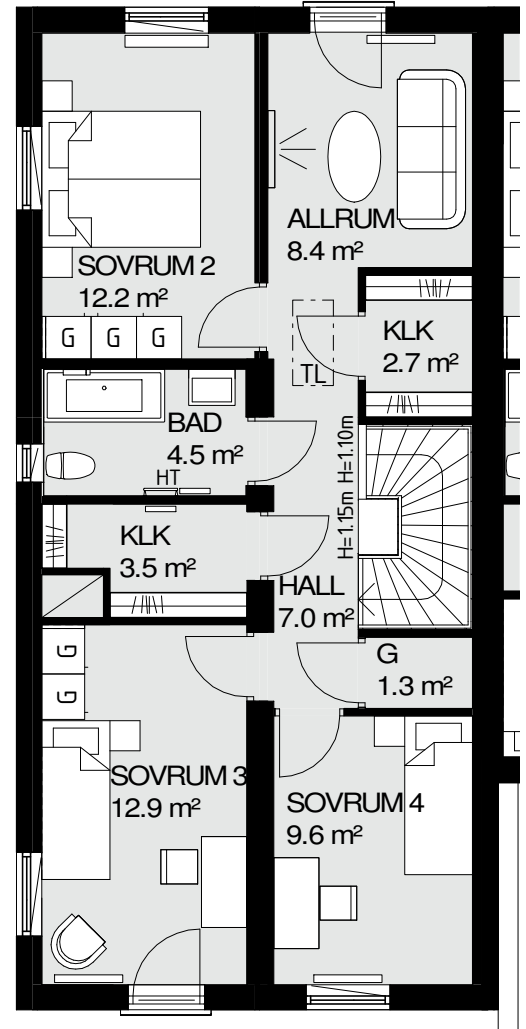 ALLRUM
8.4 m²
SOVRUM 2
12.2 m²
G G G
KLK
2.7 m²
TL
BAD
4.5 m²
HT
H=1.15m H=1.10m
KLK
3.5 m²
HALL
7.0 m²
G
G
G
1.3 m²
SOVRUM 3
12.9 m²
SOVRUM 4
9.6 m²